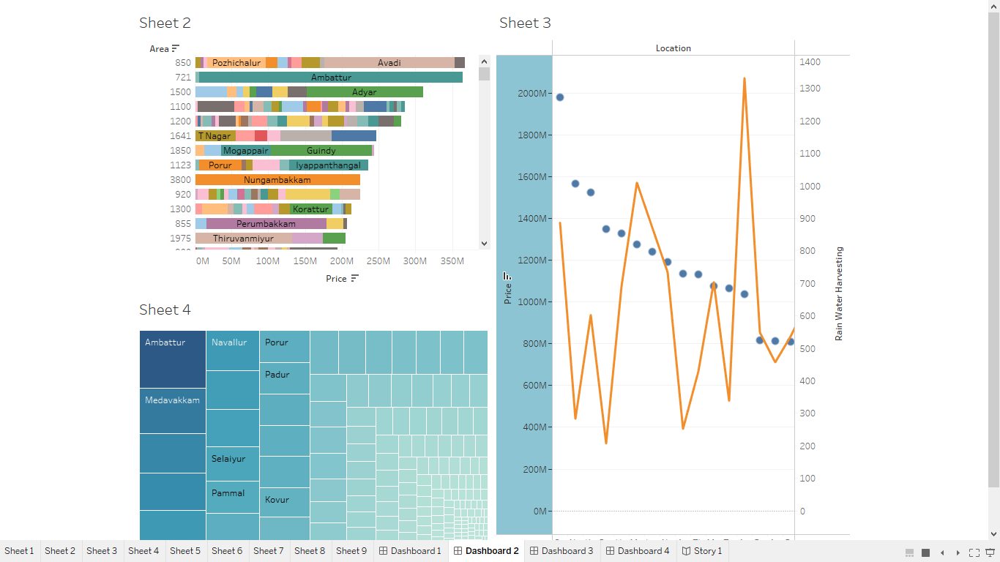 Sheet 2
Area
850 Pozhichalur Avadi
721 Ambattur
1500 Adyar
1100
1200
1641 T Nagar
1850 Mogappair Guindy
1123 Porur Iyappanthangal
3800 Nungambakkam
920
1300 Korattur
855 Perumbakkam
1975 Thiruvanmiyur
0M 50M 100M 150M 200M 250M 300M 350M
Price
Sheet 4
Ambattur Navallur Porur
Padur
Medavakkam
Selaiyur
Pammal
Kovur
Sheet 3
Location
Price
2000M
1800M
1600M
1400M
1200M
1000M
800M
600M
400M
200M
0M
1400
1300
1200
1100
1000
900
800
700
600
500
400
300
200
100
0
Rain Water Harvesting
Sheet 1 Sheet 2 Sheet 3 Sheet 4 Sheet 5 Sheet 6 Sheet 7 Sheet 8 Sheet 9 Dashboard 1 Dashboard 2 Dashboard 3 Dashboard 4 Story 1